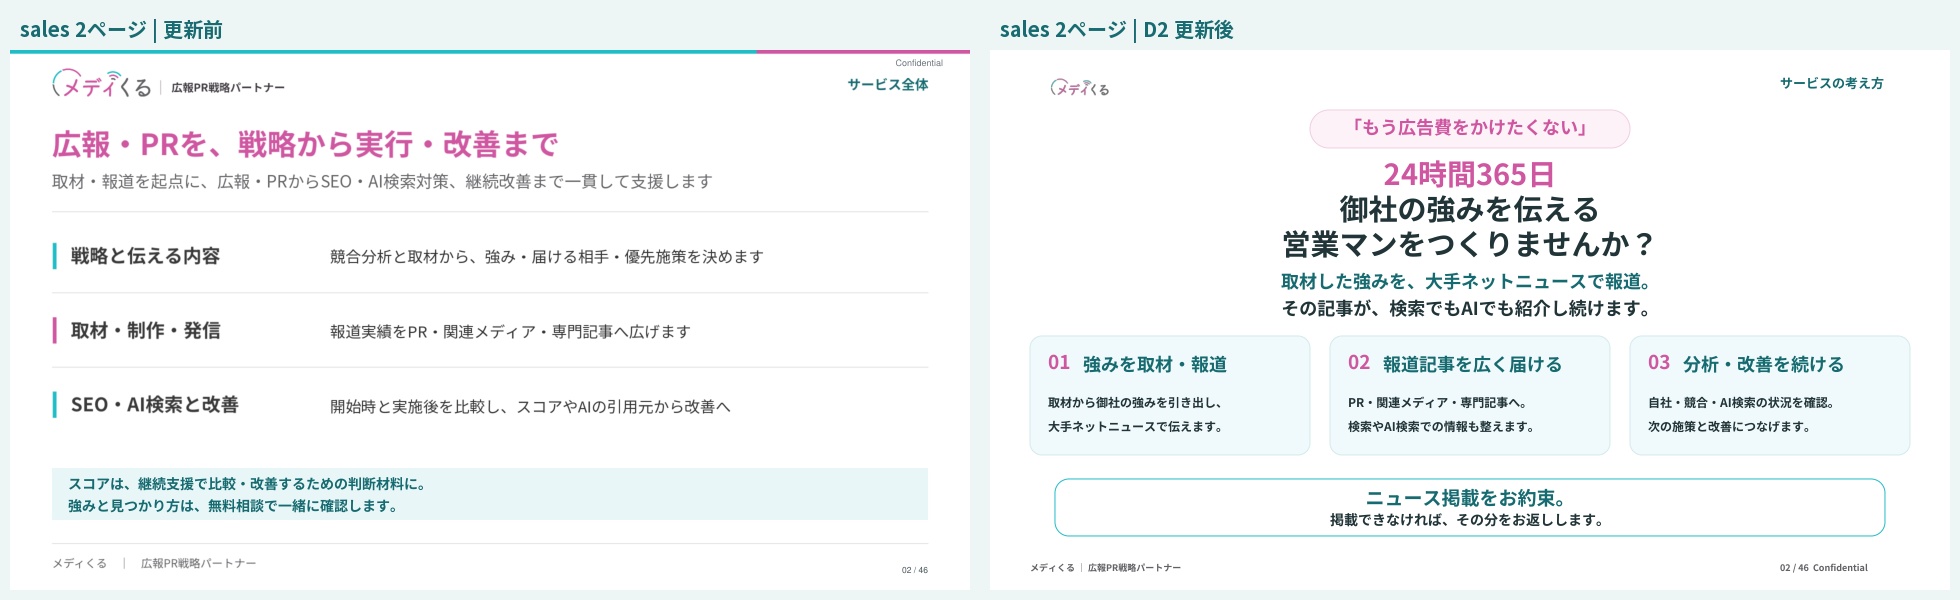 sales 2ページ | 更新前
Confidential
メディくる | 広報PR戦略パートナー
サービス全体
広報・PRを、戦略から実行・改善まで
取材・報道を起点に、広報・PRからSEO・AI検索対策、継続改善まで一貫して支援します
戦略と伝える内容
競合分析と取材から、強み・届ける相手・優先施策を決めます
取材・制作・発信
報道実績をPR・関連メディア・専門記事へ広げます
SEO・AI検索と改善
開始時と実施後を比較し、スコアやAIの引用元から改善へ
スコアは、継続支援で比較・改善するための判断材料に。
強みと見つかり方は、無料相談で一緒に確認します。
メディくる | 広報PR戦略パートナー
02 / 46
sales 2ページ | D2 更新後
メディくる
サービスの考え方
「もう広告費をかけたくない」
24時間365日
御社の強みを伝える
営業マンをつくりませんか？
取材した強みを、大手ネットニュースで報道。
その記事が、検索でもAIでも紹介し続けます。
01 強みを取材・報道
取材から御社の強みを引き出し、
大手ネットニュースで伝えます。
02 報道記事を広く届ける
PR・関連メディア・専門記事へ。
検索やAI検索での情報も整えます。
03 分析・改善を続ける
自社・競合・AI検索の状況を確認。
次の施策と改善につなげます。
ニュース掲載をお約束。
掲載できなければ、その分をお返しします。
メディくる | 広報PR戦略パートナー
02 / 46 Confidential